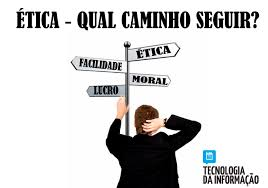 ÉTICA - QUAL CAMINHO SEGUIR?
ÉTICA
FACILIDADE
MORAL
LUCRO
TECNOLOGIA
DA INFORMAÇÃO